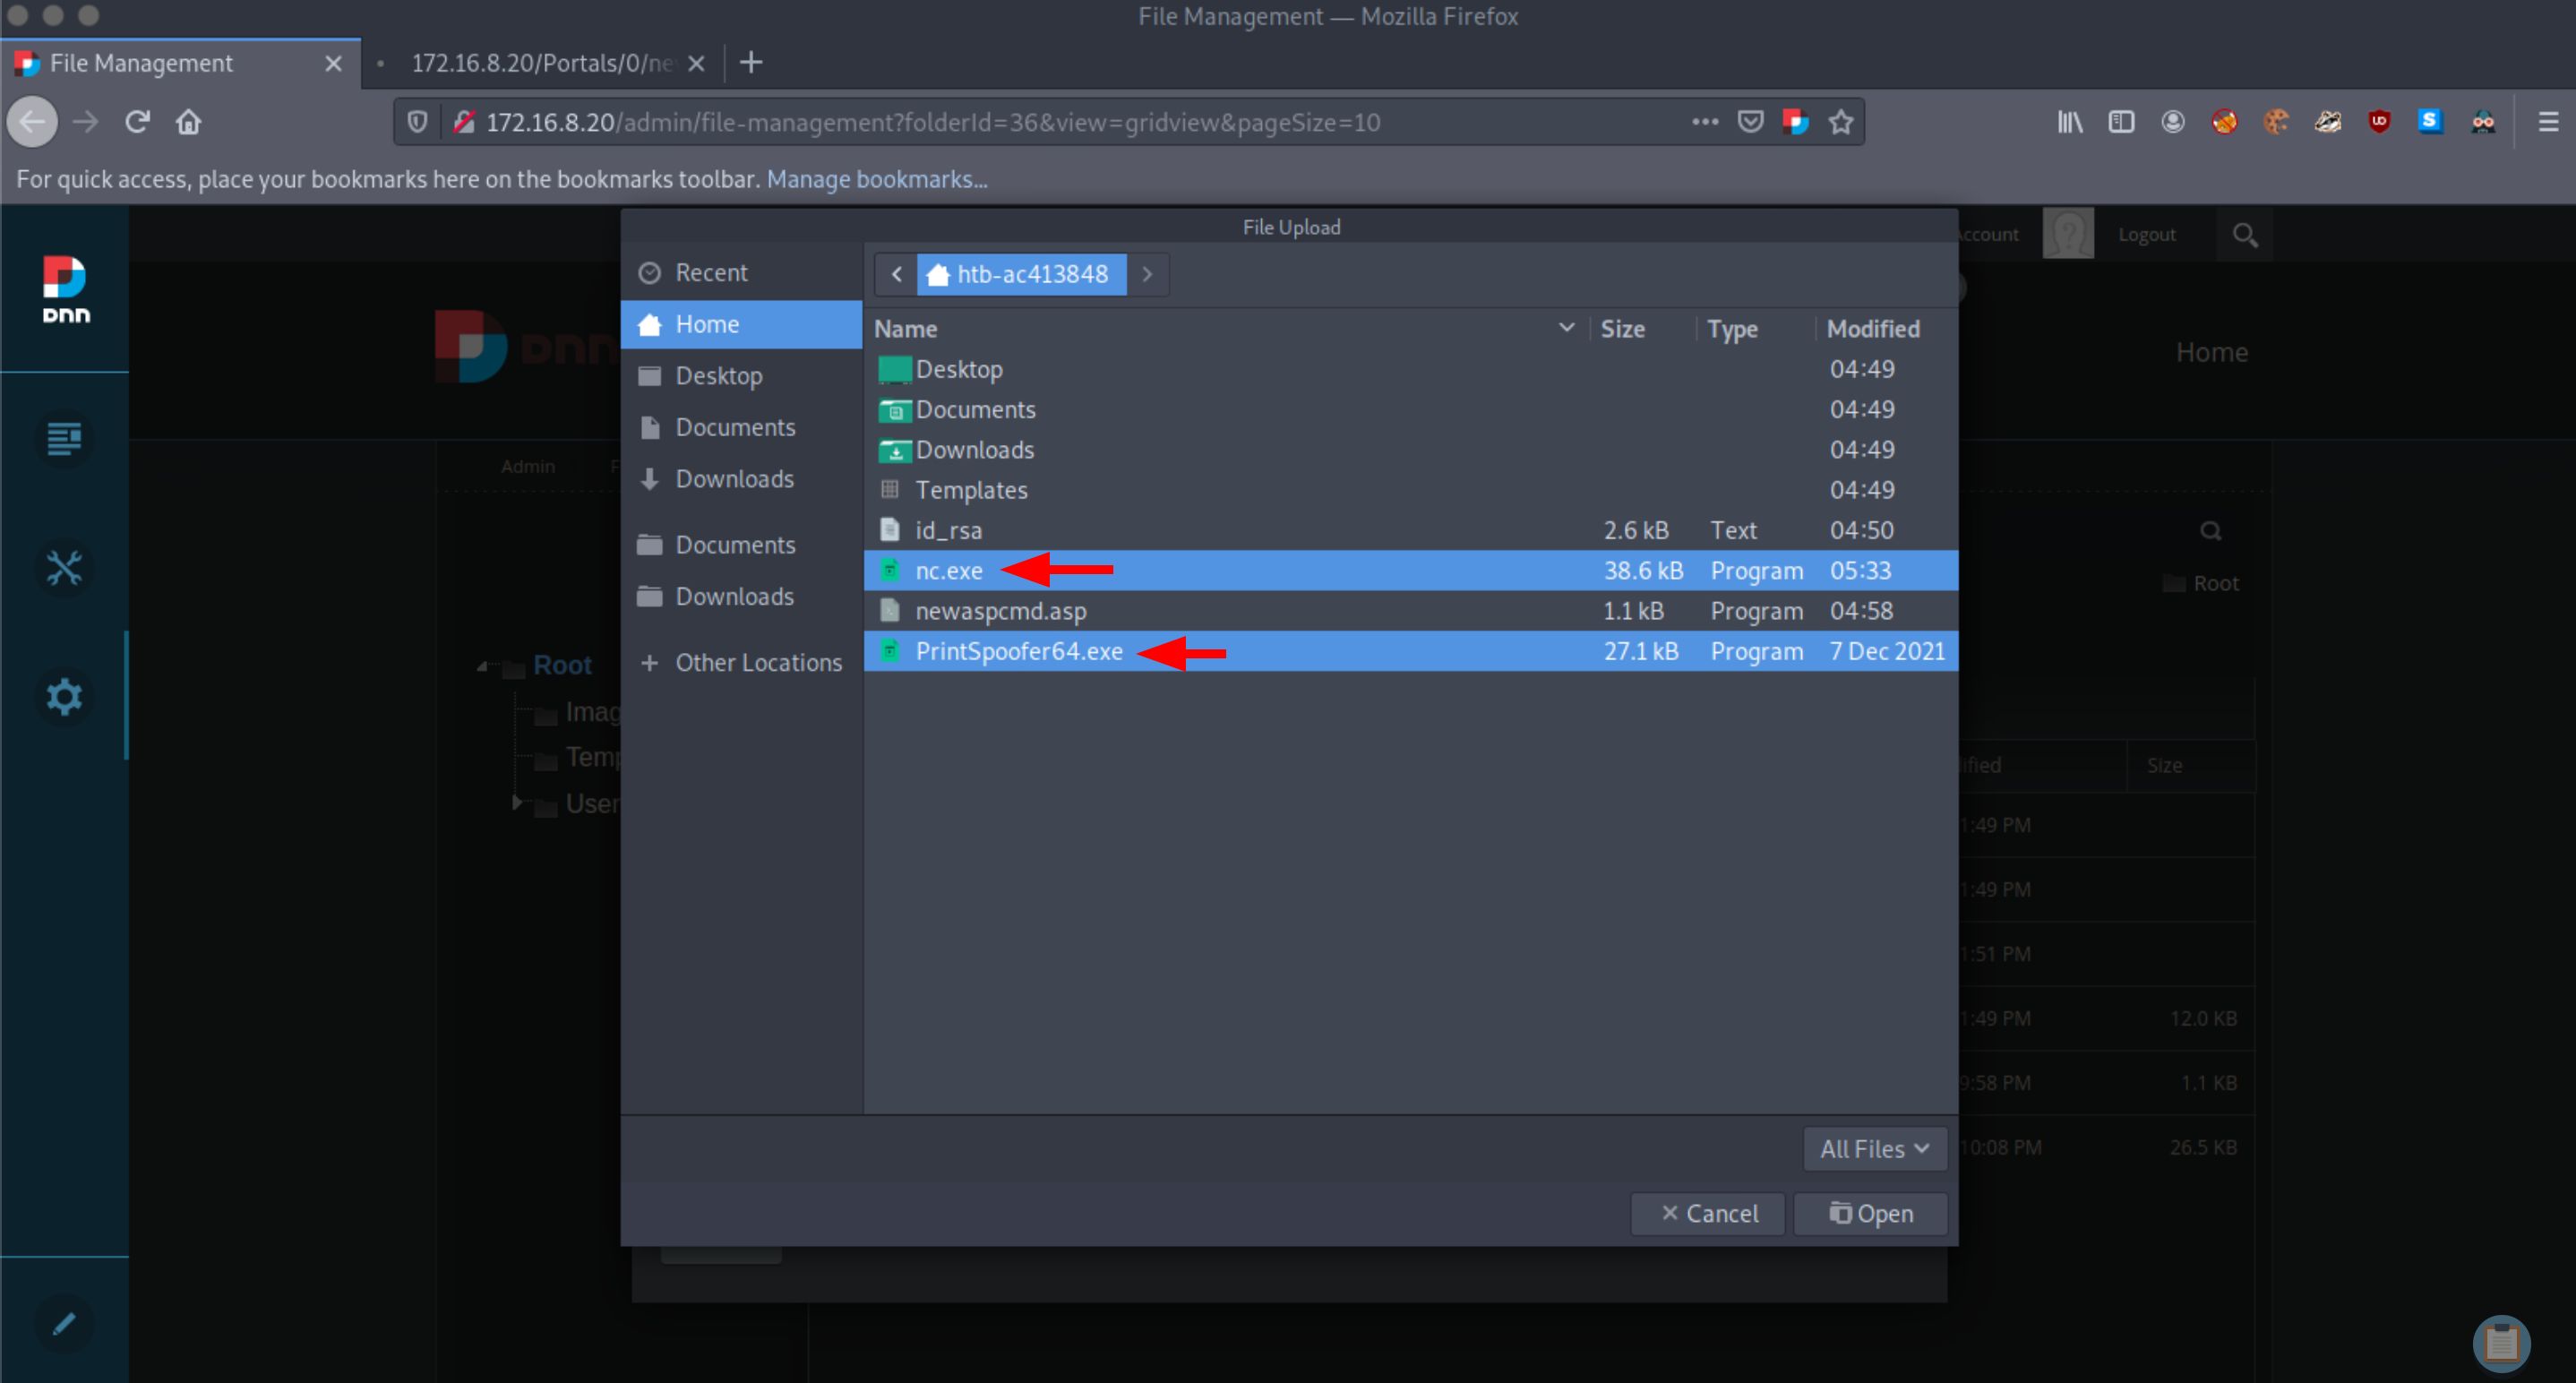 File Management — Mozilla Firefox
File Management
172.16.8.20/Portals/0/ne
172.16.8.20/admin/file-management?folderId=36&view=gridview&pageSize=10
For quick access, place your bookmarks here on the bookmarks toolbar. Manage bookmarks...
File Upload
Account
Logout
DNN
DNN
Home
Admin
Recent
Home
Desktop
Documents
Downloads
Documents
Downloads
Other Locations
htb-ac413848
Name Size Type Modified
Desktop 04:49
Documents 04:49
Downloads 04:49
Templates 04:49
id_rsa 2.6 kB Text 04:50
nc.exe 38.6 kB Program 05:33
newaspcmd.asp 1.1 kB Program 04:58
PrintSpoofer64.exe 27.1 kB Program 7 Dec 2021
All Files
Cancel Open
Root
Imag
Temp
User
Root
ified Size
1:49 PM
1:49 PM
1:51 PM
1:49 PM 12.0 KB
9:58 PM 1.1 KB
10:08 PM 26.5 KB